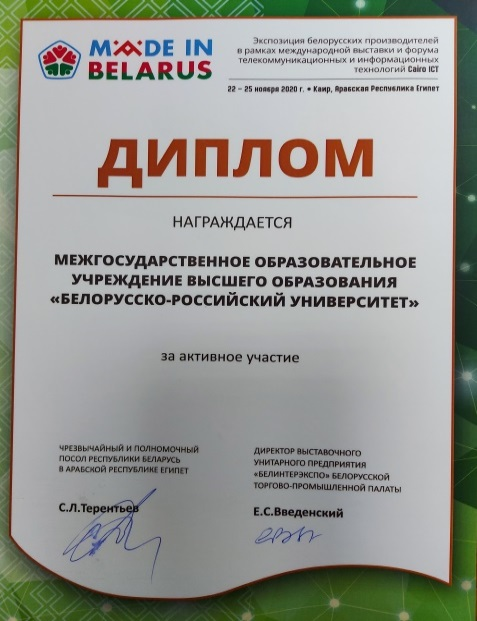 MADE IN
BELARUS
Экспозиция белорусских производителей
в рамках международной выставки и форума
телекоммуникационных и информационных
технологий Cairo ICT
22 – 25 ноября 2020 г. • Каир, Арабская Республика Египет
ДИПЛОМ
НАГРАЖДАЕТСЯ
МЕЖГОСУДАРСТВЕННОЕ ОБРАЗОВАТЕЛЬНОЕ
УЧРЕЖДЕНИЕ ВЫСШЕГО ОБРАЗОВАНИЯ
«БЕЛОРУССКО-РОССИЙСКИЙ УНИВЕРСИТЕТ»
за активное участие
ЧРЕЗВЫЧАЙНЫЙ И ПОЛНОМОЧНЫЙ
ПОСОЛ РЕСПУБЛИКИ БЕЛАРУСЬ
В АРАБСКОЙ РЕСПУБЛИКЕ ЕГИПЕТ
С.Л.Терентьев
ДИРЕКТОР ВЫСТАВОЧНОГО
УНИТАРНОГО ПРЕДПРИЯТИЯ
«БЕЛИНТЕРЭКСПО» БЕЛОРУССКОЙ
ТОРГОВО-ПРОМЫШЛЕННОЙ ПАЛАТЫ
Е.С.Введенский